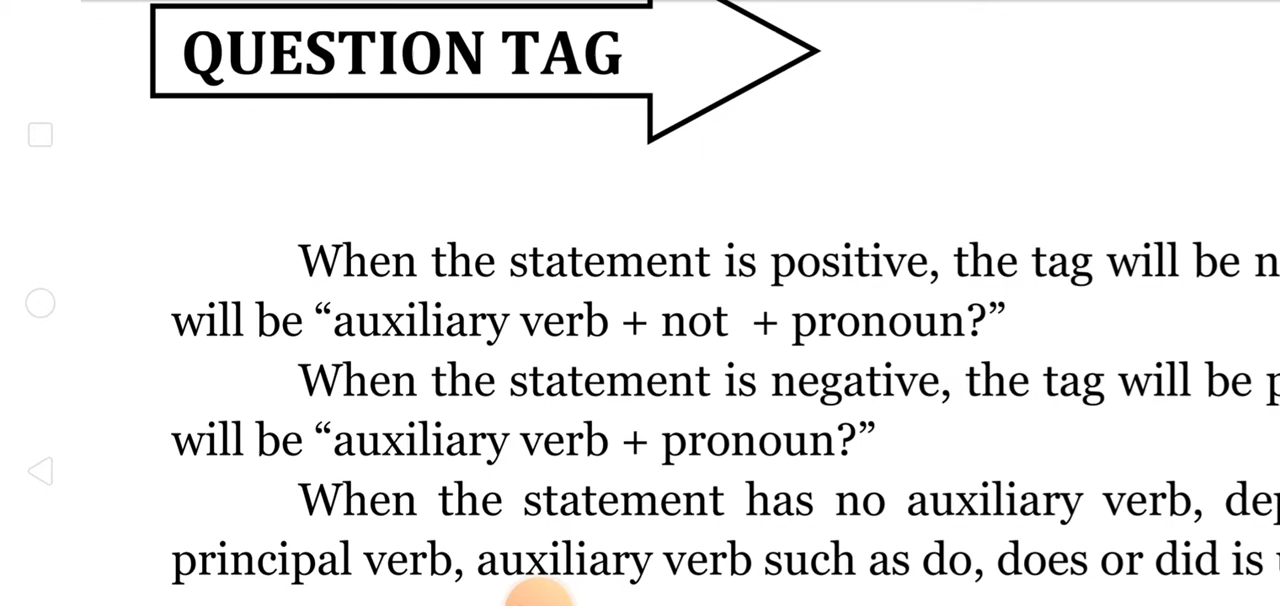 QUESTION TAG
When the statement is positive, the tag will be
will be “auxiliary verb + not + pronoun?”
When the statement is negative, the tag will be
will be “auxiliary verb + pronoun?”
When the statement has no auxiliary verb,
principal verb, auxiliary verb such as do, does or did is